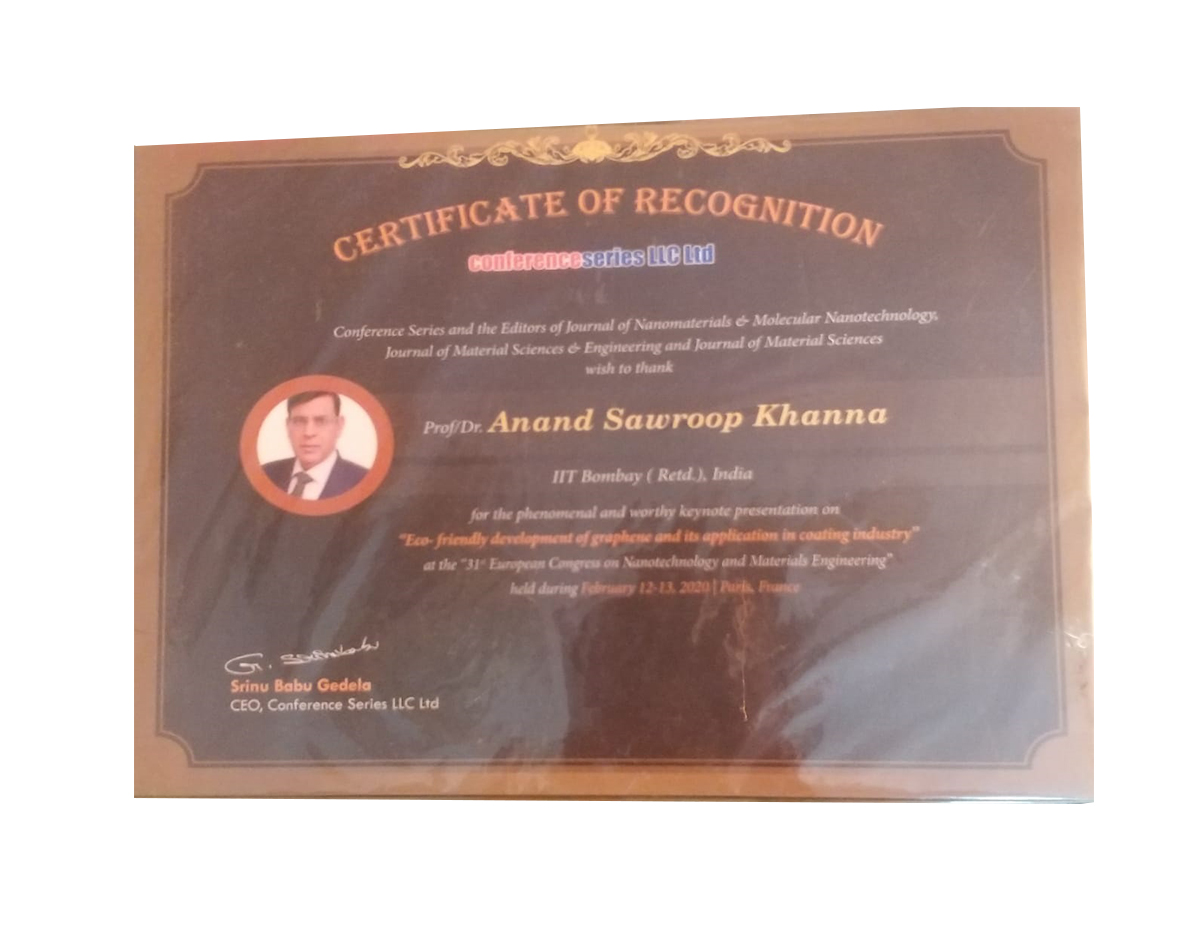 CERTIFICATE OF RECOGNITION
conferenceseries LLC Ltd
Conference Series and the Editors of Journal of Nanomaterials & Molecular Nanotechnology,
Journal of Material Sciences & Engineering and Journal of Material Sciences
wish to thank
Prof/Dr. Anand Sawroop Khanna
IIT Bombay ( Retd.), India
for the phenomenal and worthy keynote presentation on
"Eco- friendly development of graphene and its application in coating industry"
at the "31st European Congress on Nanotechnology and Materials Engineering"
held during February 12-13, 2020 | Paris, France
G.
Srinu Babu Gedela
CEO, Conference Series LLC Ltd